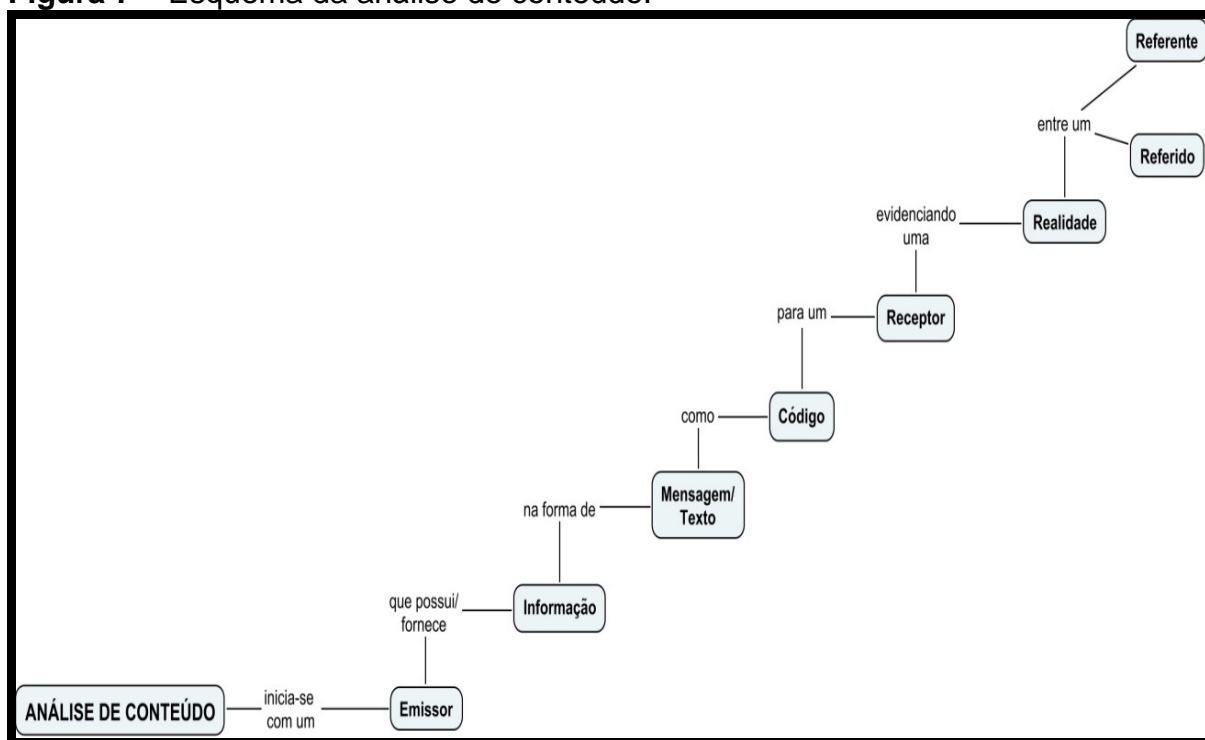 Figura Esquema da análise de conteúdo.
ANÁLISE DE CONTEÚDO
inicia-se
com um
Emissor
que possui/
fornece
Informação
na forma de
Mensagem/
Texto
como
Código
para um
Receptor
evidenciando
uma
Realidade
entre um
Referente
Referido